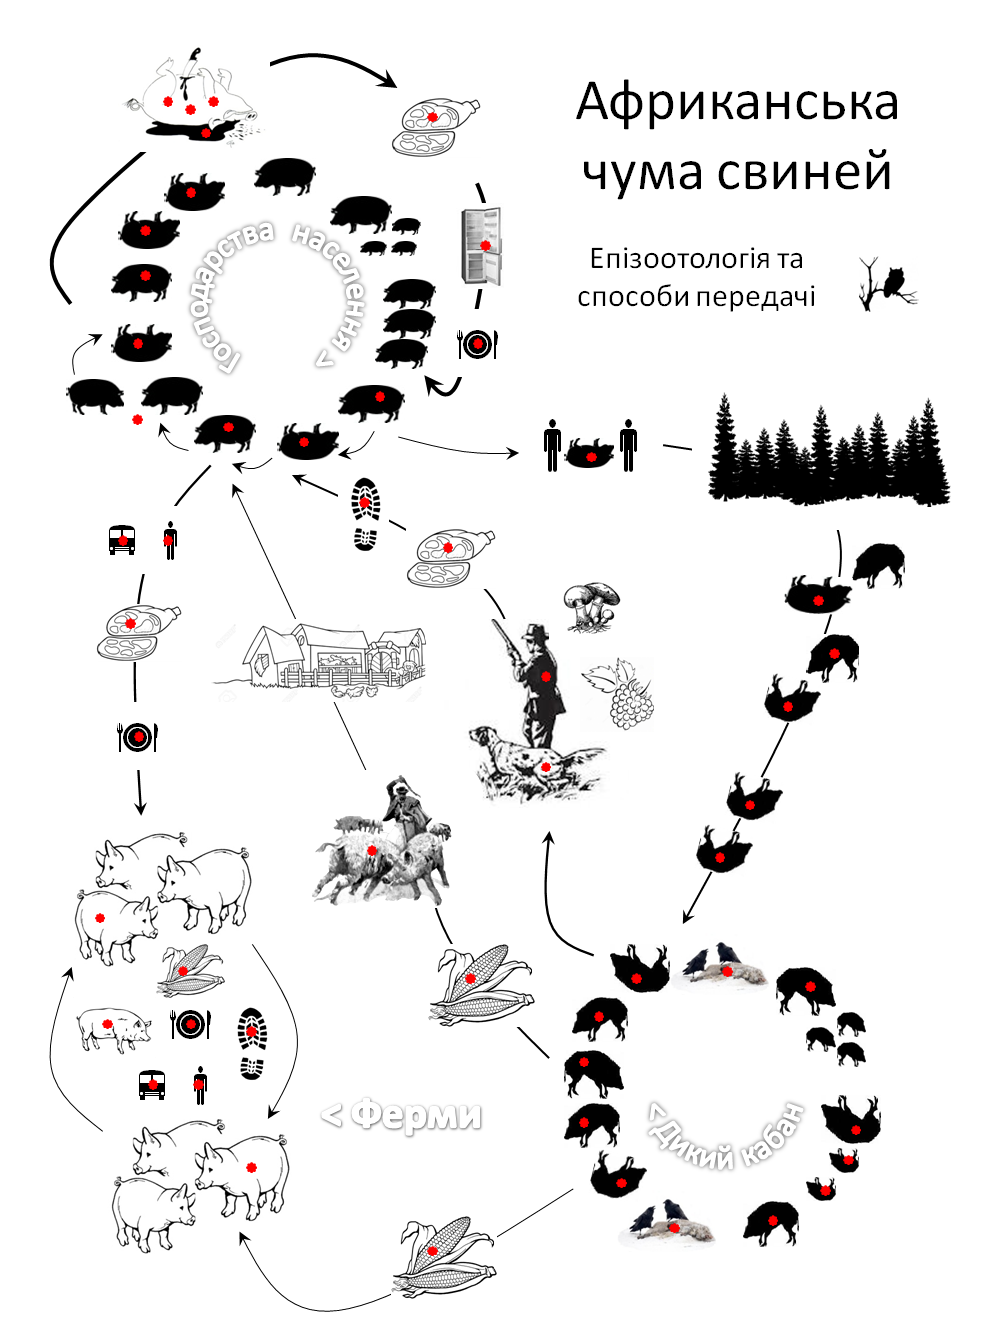 Африканська
чума свиней
Епізоотологія та
способи передачі
Господарства населення >
< Ферми
< Дикий кабан